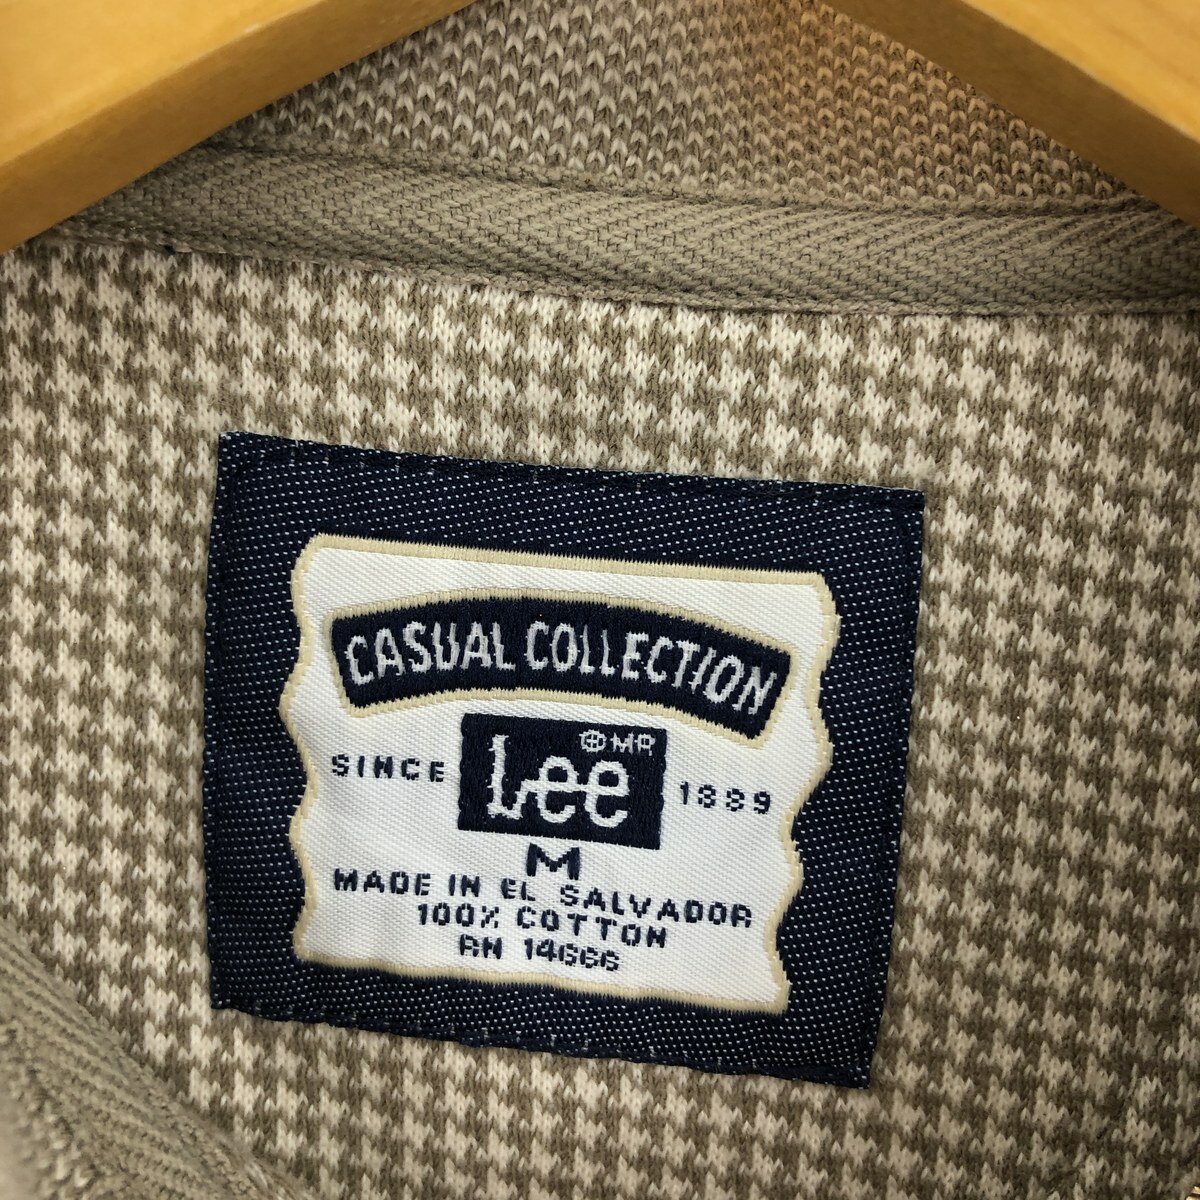 CASUAL COLLECTION
® MR
SINCE Lee 1889
M
MADE IN EL SALVADOR
100% COTTON
RN 14666